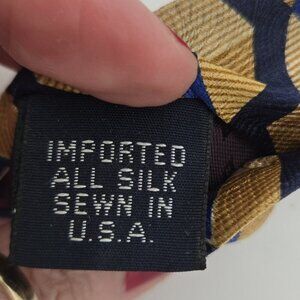 IMPORTED
ALL SILK
SEWN IN
U.S.A.